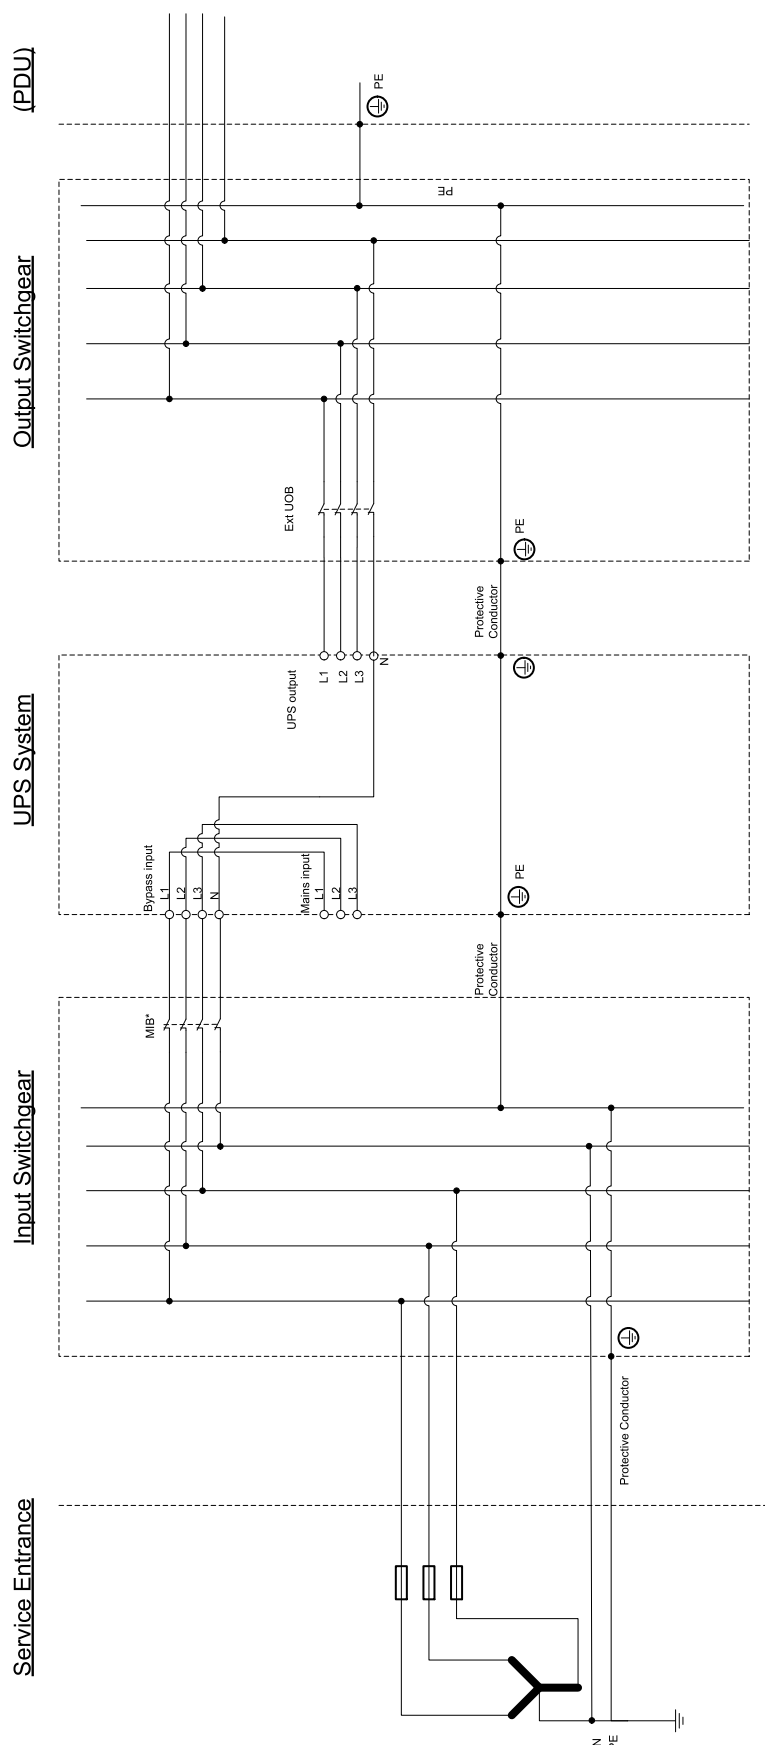 (PDU)
PE
PE
Output Switchgear
Ext UOB
PE
Protective
Conductor
UPS System
UPS output
L1
L2
L3
N
Bypass input
L1
L2
L3
N
Mains input
L1
L2
L3
PE
Protective
Conductor
Input Switchgear
MIB*
Protective Conductor
Service Entrance
N
PE